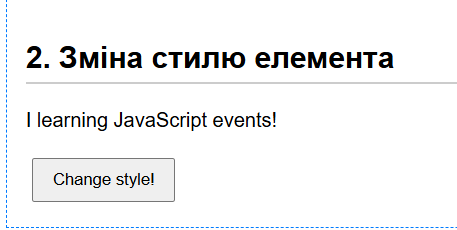 2. Зміна стилю елемента
I learning JavaScript events!
Change style!